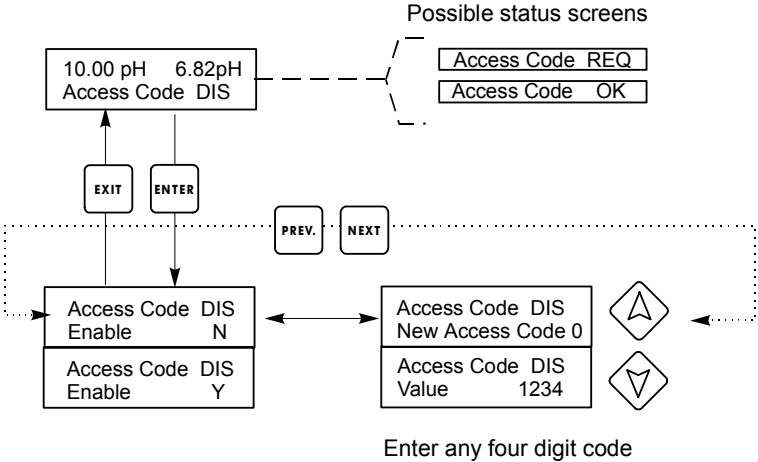 Possible status screens
10.00 pH 6.82pH
Access Code DIS
Access Code REQ
Access Code OK
EXIT
ENTER
PREV.
NEXT
Access Code DIS
Enable N
Access Code DIS
Enable Y
Access Code DIS
New Access Code 0
Access Code DIS
Value 1234
Enter any four digit code